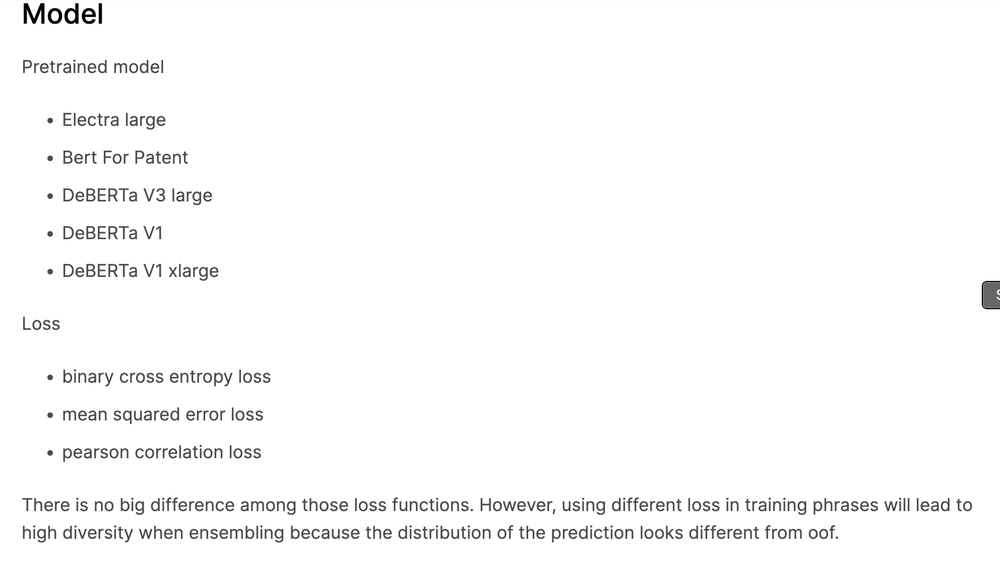 Model
Pretrained model
• Electra large
• Bert For Patent
• DeBERTa V3 large
• DeBERTa V1
• DeBERTa V1 xlarge
Loss
• binary cross entropy loss
• mean squared error loss
• pearson correlation loss
There is no big difference among those loss functions. However, using different loss in training phrases will lead to
high diversity when ensembling because the distribution of the prediction looks different from oof.